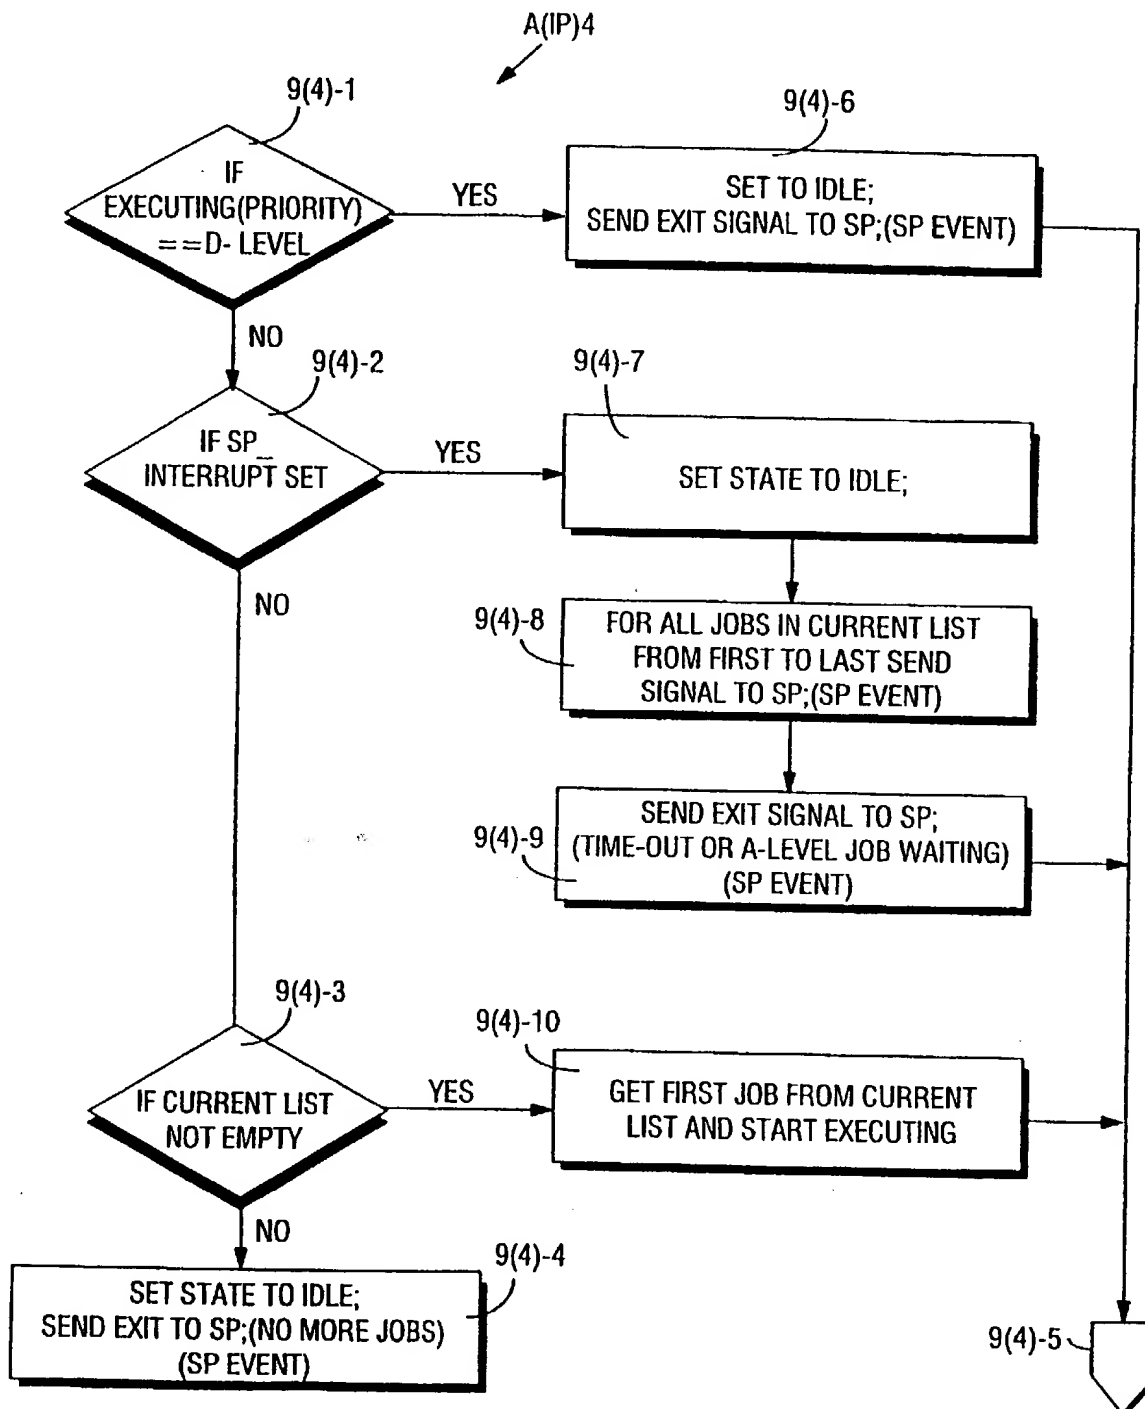 A(IP)4
9(4)-1
IF
EXECUTING(PRIORITY)
==D- LEVEL
YES
9(4)-6
SET TO IDLE;
SEND EXIT SIGNAL TO SP;(SP EVENT)
NO
9(4)-2
IF SP_
INTERRUPT SET
YES
9(4)-7
SET STATE TO IDLE;
NO
9(4)-8
FOR ALL JOBS IN CURRENT LIST
FROM FIRST TO LAST SEND
SIGNAL TO SP;(SP EVENT)
9(4)-9
SEND EXIT SIGNAL TO SP;
(TIME-OUT OR A-LEVEL JOB WAITING)
(SP EVENT)
9(4)-3
IF CURRENT LIST
NOT EMPTY
YES
9(4)-10
GET FIRST JOB FROM CURRENT
LIST AND START EXECUTING
NO
9(4)-4
SET STATE TO IDLE;
SEND EXIT TO SP;(NO MORE JOBS)
(SP EVENT)
9(4)-5